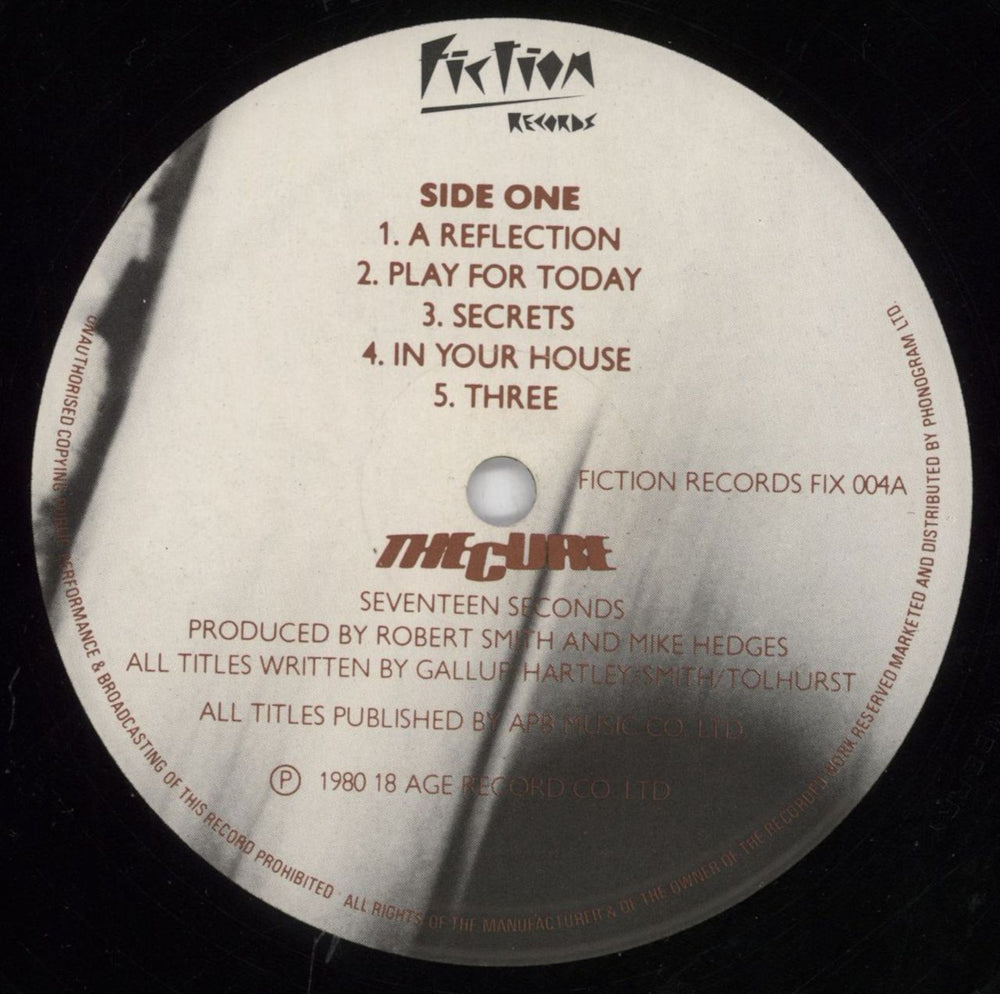 Fiction
RECORDS
SIDE ONE
1. A REFLECTION
2. PLAY FOR TODAY
3. SECRETS
4. IN YOUR HOUSE
5. THREE
FICTION RECORDS FIX 004A
THE CURE
SEVENTEEN SECONDS
PRODUCED BY ROBERT SMITH AND MIKE HEDGES
ALL TITLES WRITTEN BY GALLUP/HARTLEY/SMITH/TOLHURST
ALL TITLES PUBLISHED BY APB MUSIC CO. LTD.
Ⓟ 1980 18 AGE RECORD CO. LTD
UNAUTHORISED COPYING PUBLIC PERFORMANCE & BROADCASTING OF THIS RECORD PROHIBITED · ALL RIGHTS OF THE MANUFACTURER & OF THE OWNER OF THE RECORDED WORK RESERVED MARKETED AND DISTRIBUTED BY PHONOGRAM LTD.